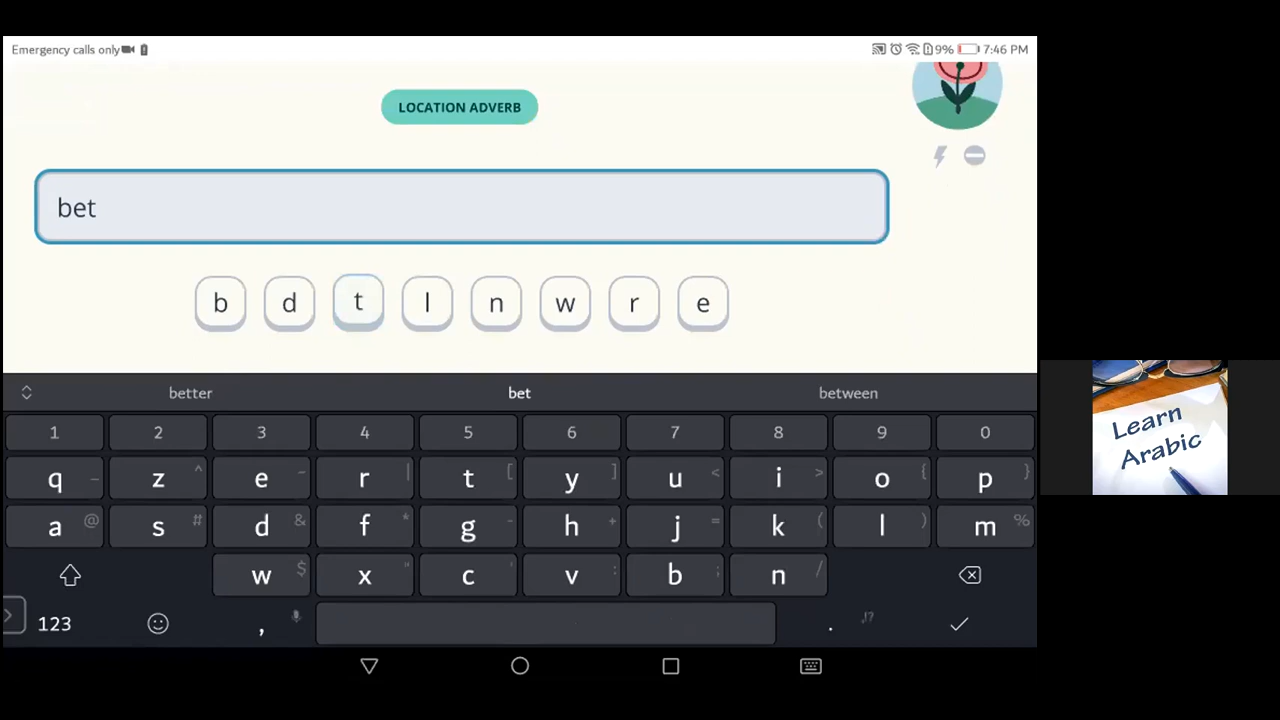 Emergency calls only
9% 7:46 PM
LOCATION ADVERB
bet
b d t l n w r e
better bet between
1 2 3 4 5 6 7 8 9 0
q _ z ^ e ~ r | t [ y ] u < i > o { p }
a @ s # d & f * g - h + j = k ( l ) m %
w $ x " c ' v : b ; n /
123 , . ,!?
Learn
Arabic